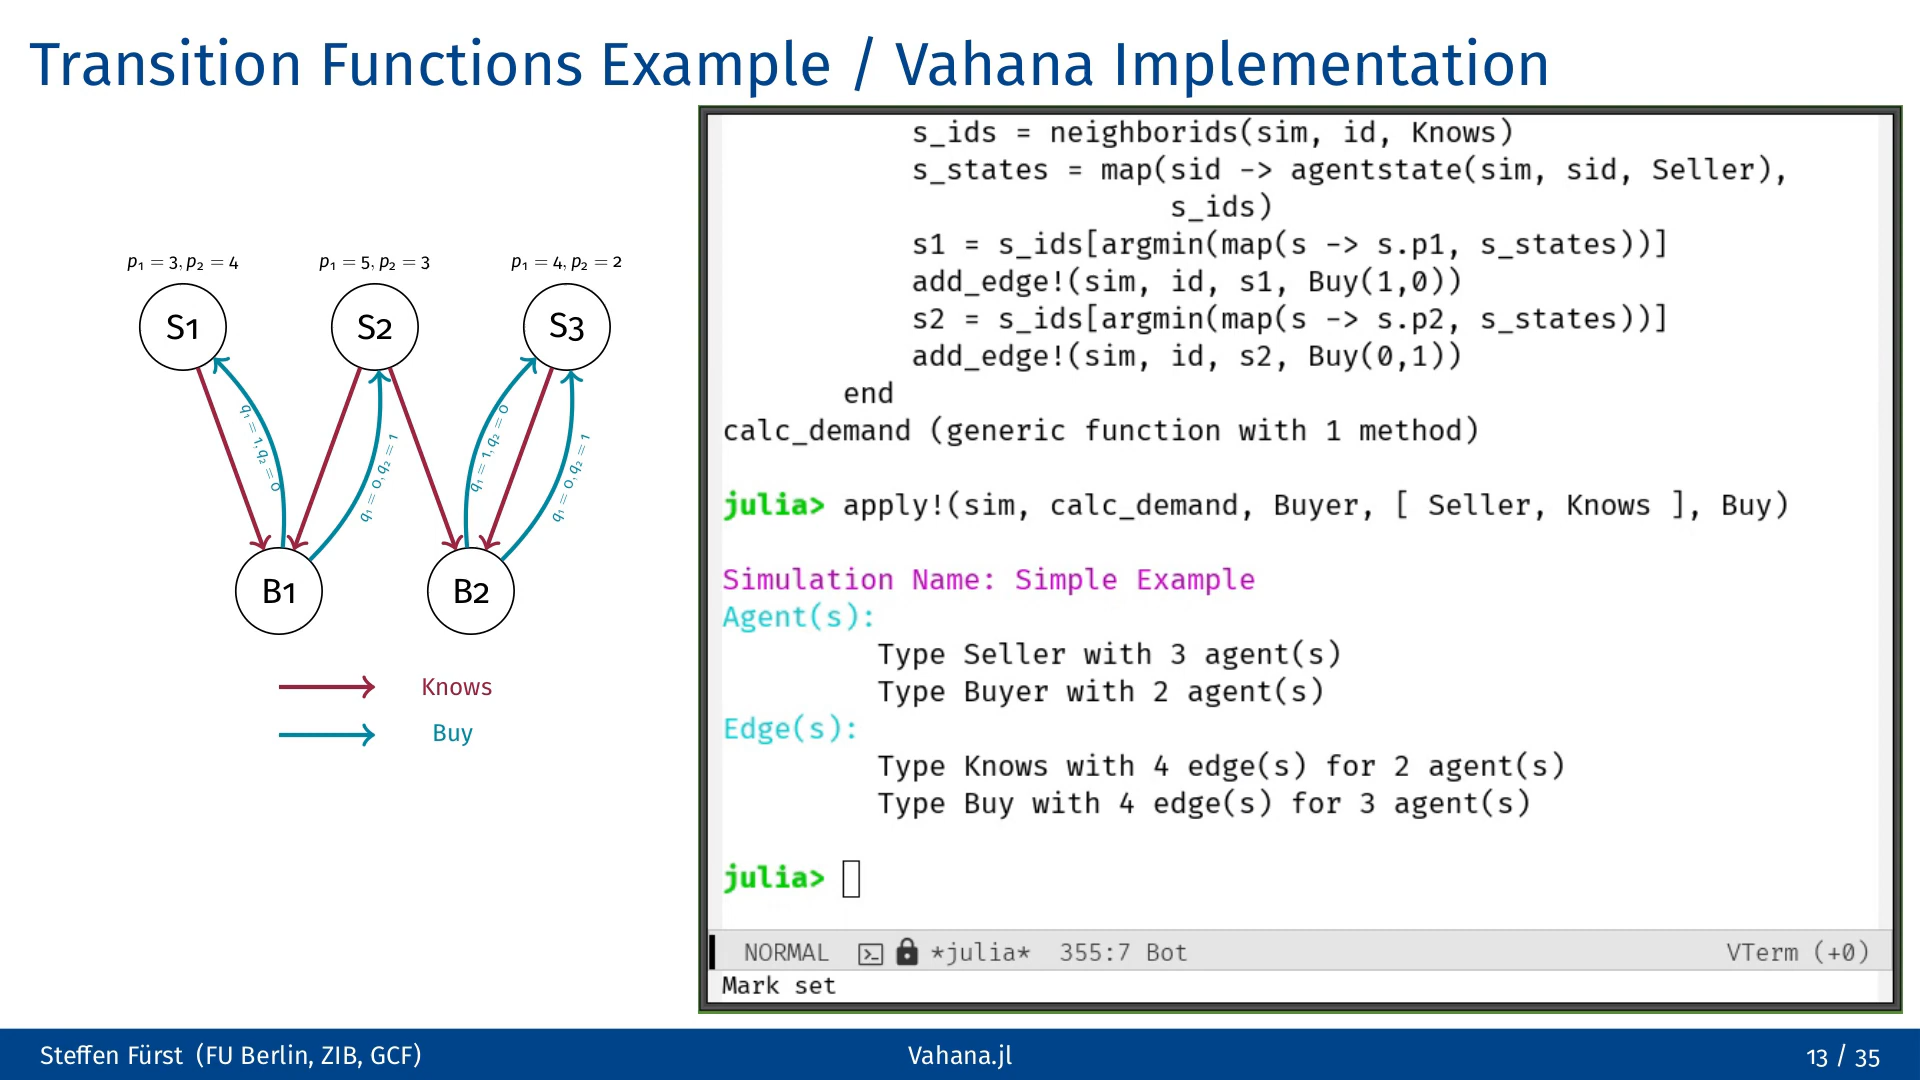 Transition Functions Example / Vahana Implementation
p₁ = 3, p₂ = 4
p₁ = 5, p₂ = 3
p₁ = 4, p₂ = 2
S1
S2
S3
q₁ = 1, q₂ = 0
q₁ = 0, q₂ = 1
q₁ = 1, q₂ = 0
q₁ = 0, q₂ = 1
B1
B2
Knows
Buy
s_ids = neighborids(sim, id, Knows)
s_states = map(sid -> agentstate(sim, sid, Seller),
s_ids)
s1 = s_ids[argmin(map(s -> s.p1, s_states))]
add_edge!(sim, id, s1, Buy(1,0))
s2 = s_ids[argmin(map(s -> s.p2, s_states))]
add_edge!(sim, id, s2, Buy(0,1))
end
calc_demand (generic function with 1 method)
julia> apply!(sim, calc_demand, Buyer, [ Seller, Knows ], Buy)
Simulation Name: Simple Example
Agent(s):
Type Seller with 3 agent(s)
Type Buyer with 2 agent(s)
Edge(s):
Type Knows with 4 edge(s) for 2 agent(s)
Type Buy with 4 edge(s) for 3 agent(s)
julia>
NORMAL *julia* 355:7 Bot VTerm (+0)
Mark set
Steffen Fürst (FU Berlin, ZIB, GCF) Vahana.jl 13 / 35